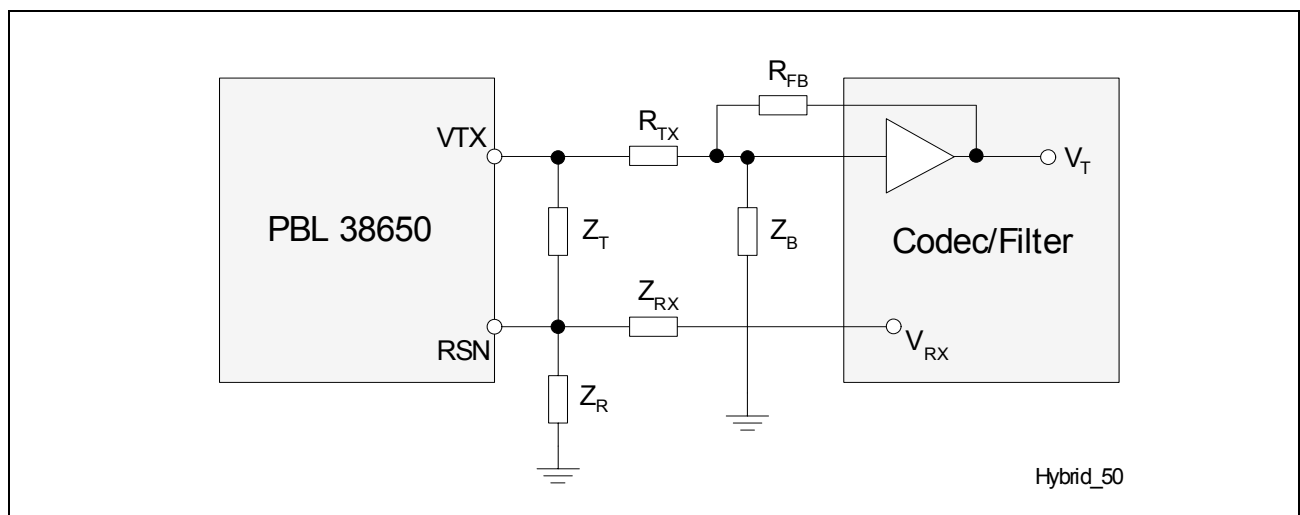 R_FB
VTX
R_TX
V_T
PBL 38650
Z_T
Z_B
Codec/Filter
Z_RX
RSN
V_RX
Z_R
Hybrid_50